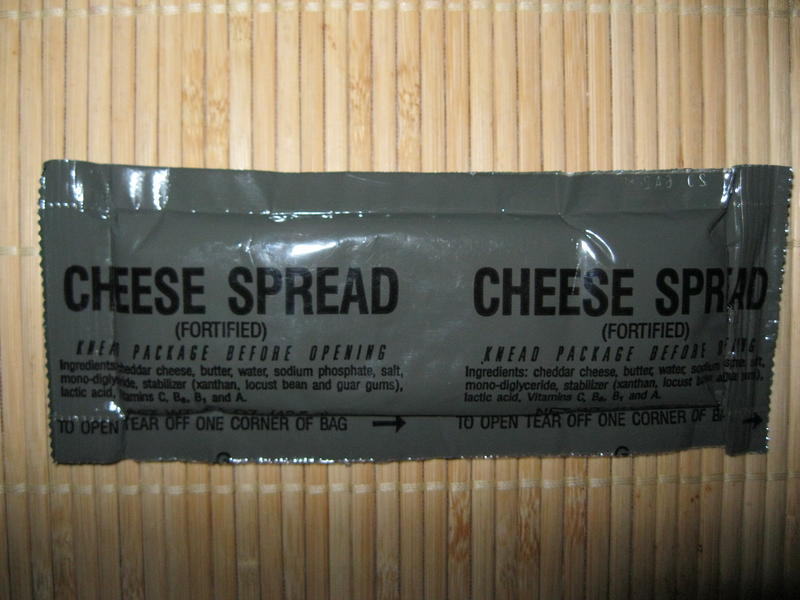 CHEESE SPREAD
(FORTIFIED)
KNEAD PACKAGE BEFORE OPENING
Ingredients: cheddar cheese, butter, water, sodium phosphate, salt,
mono-diglyceride, stabilizer (xanthan, locust bean and guar gums),
lactic acid, Vitamins C, B₆, B₁ and A.
TO OPEN TEAR OFF ONE CORNER OF BAG →
G
CHEESE SPREAD
(FORTIFIED)
KNEAD PACKAGE BEFORE
Ingredients: cheddar cheese, butter, water, sodium salt,
mono-diglyceride, stabilizer (xanthan, locust gums),
lactic acid, Vitamins C, B₆, B₁ and A.
TO OPEN TEAR OFF ONE CORNER OF →
G